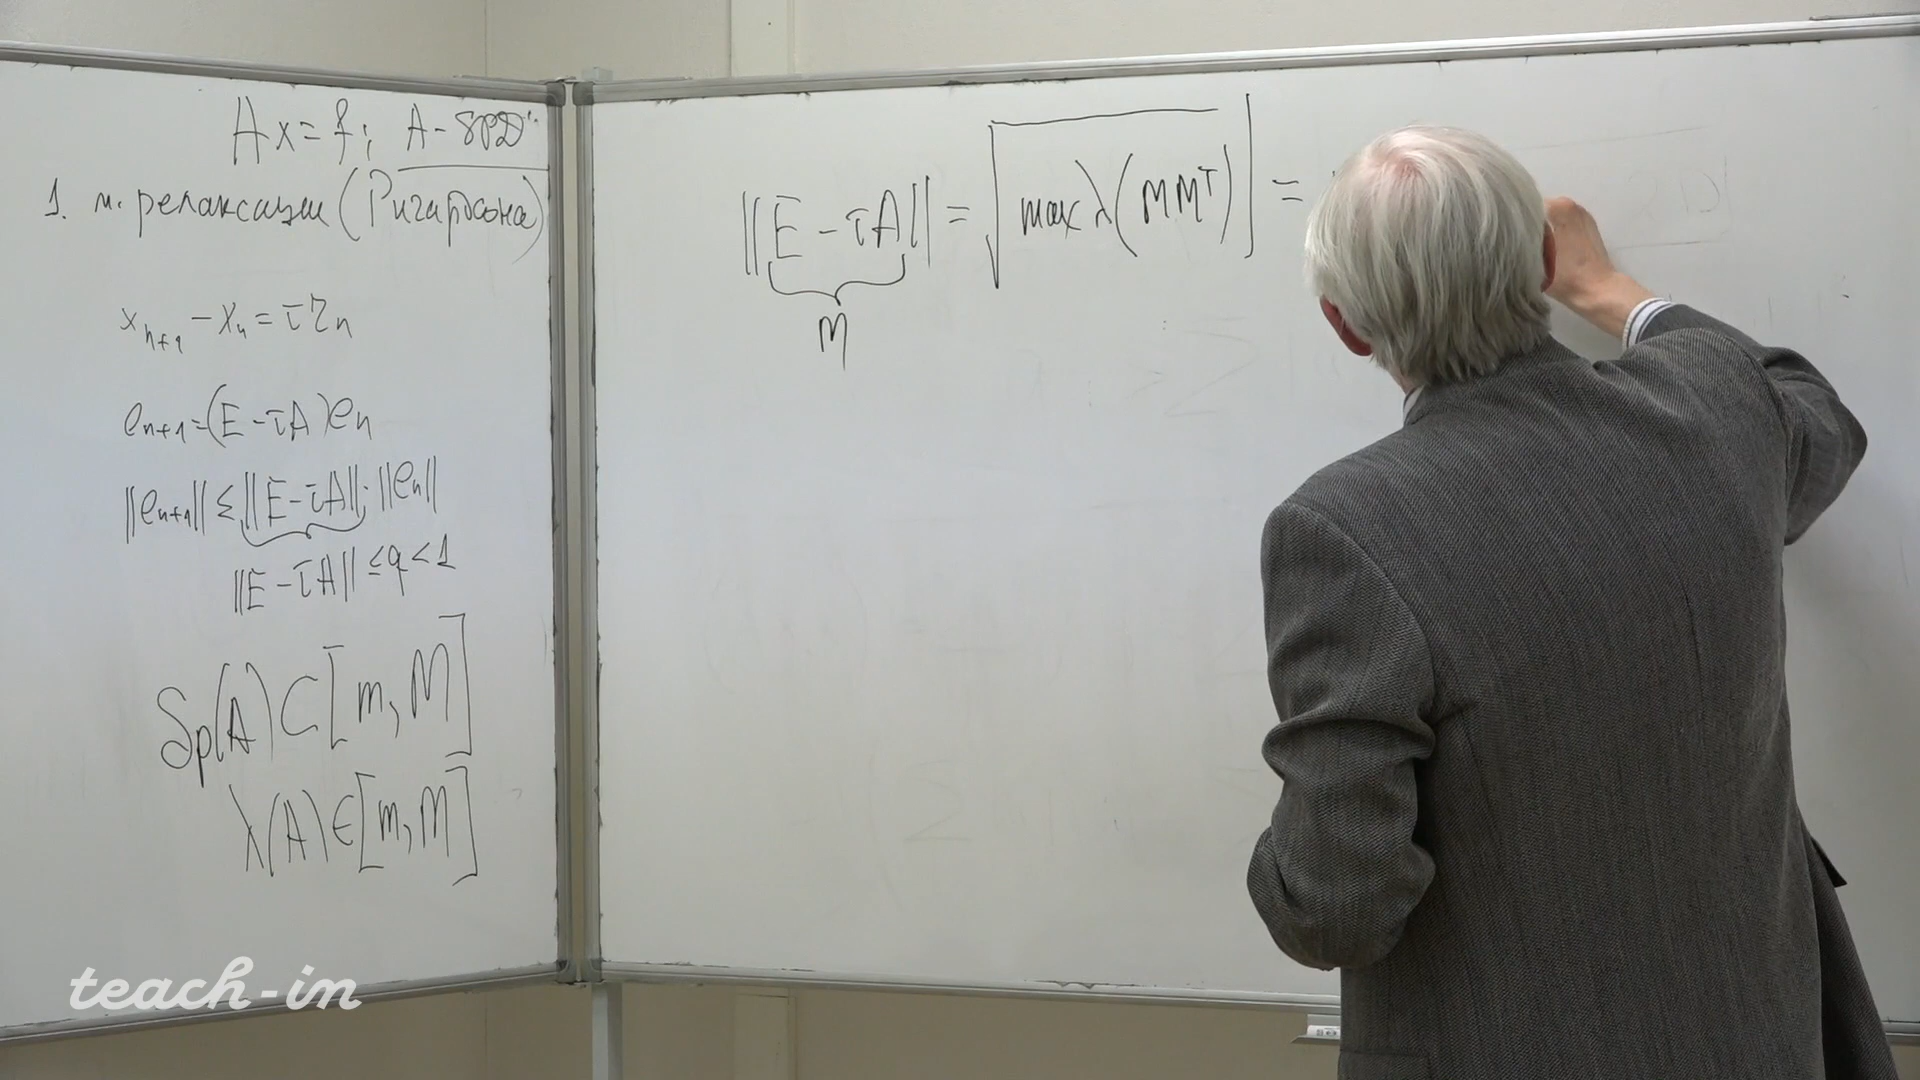 Ax = f; A - SPD"
1. м. релаксации (Ричардсона)
x_{n+1} - x_n = τ r_n
e_{n+1} = (E - τA) e_n
||e_{n+1}|| ≤ ||E - τA|| · ||e_n||
||E - τA|| ≤ q < 1
Sp(A) ⊂ [m, M]
λ(A) ∈ [m, M]
||E - τA|| = √(max λ(MM^T)) =
M
teach-in